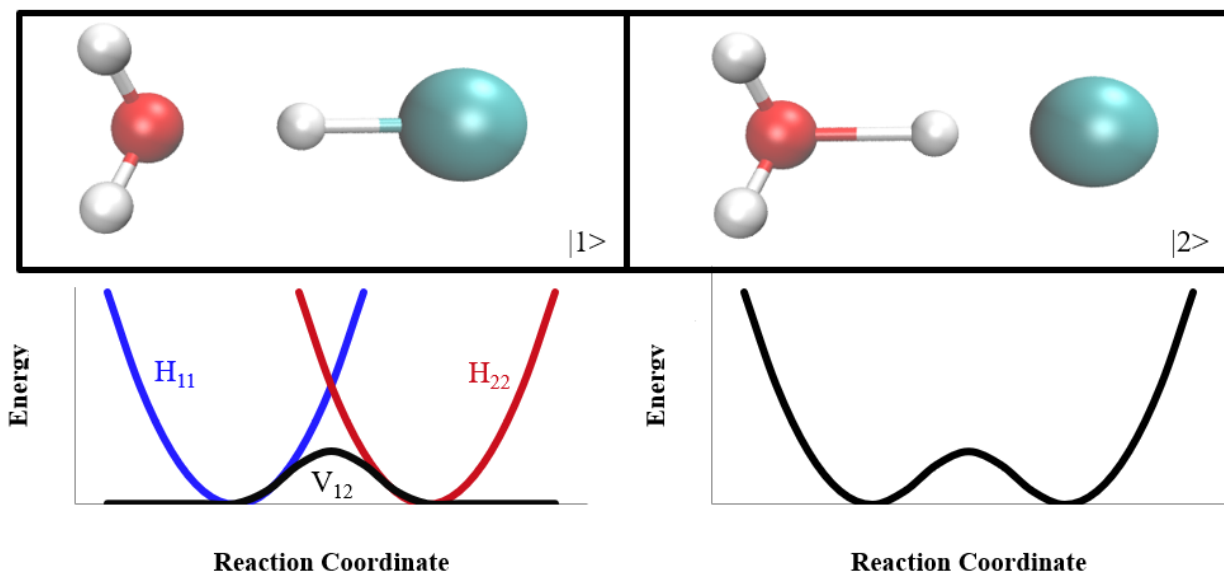 |1>
|2>
Energy
H₁₁
H₂₂
V₁₂
Reaction Coordinate
Energy
Reaction Coordinate